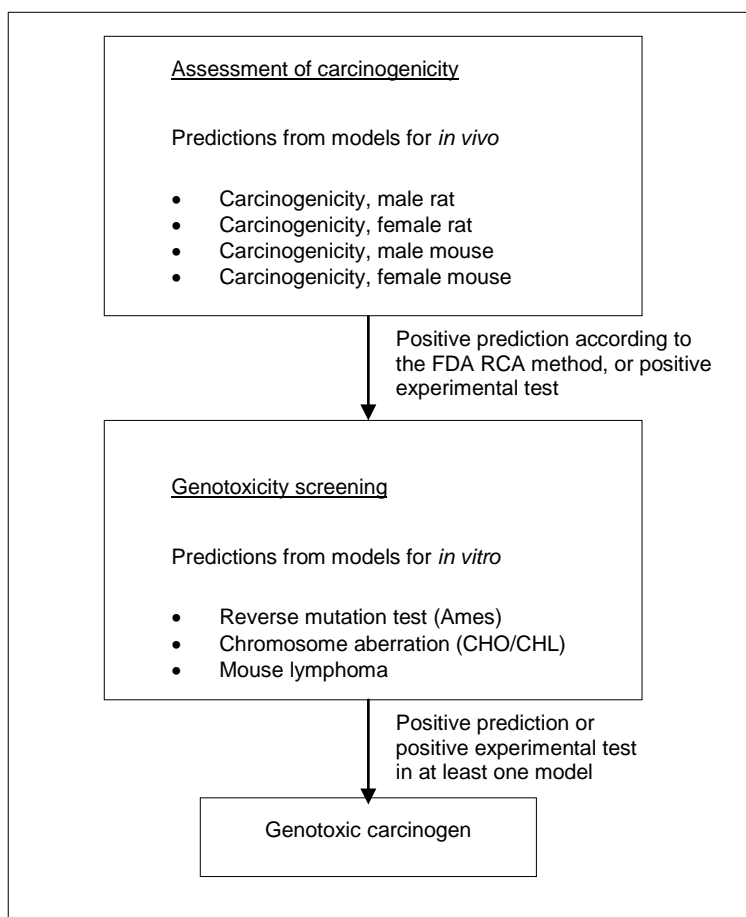 Assessment of carcinogenicity
Predictions from models for in vivo
• Carcinogenicity, male rat
• Carcinogenicity, female rat
• Carcinogenicity, male mouse
• Carcinogenicity, female mouse
Positive prediction according to
the FDA RCA method, or positive
experimental test
Genotoxicity screening
Predictions from models for in vitro
• Reverse mutation test (Ames)
• Chromosome aberration (CHO/CHL)
• Mouse lymphoma
Positive prediction or
positive experimental test
in at least one model
Genotoxic carcinogen